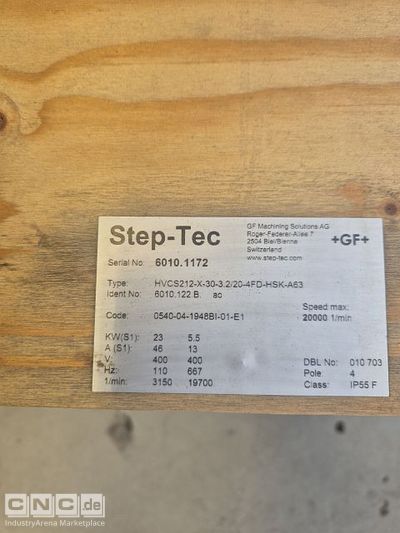 Step-Tec
GF Machining Solutions AG
Roger-Federer-Allee 7
2504 Biel/Bienne
Switzerland
www.step-tec.com
+GF+
Serial No: 6010.1172
Type: HVCS212-X-30-3.2/20-4FD-HSK-A63
Ident No: 6010.122 B. ac
Speed max:
Code: 0540-04-1948BI-01-E1 20000 1/min
KW(S1): 23 5.5
A (S1): 46 13
V: 400 400
Hz: 110 667 DBL No: 010 703
Pole: 4
1/min: 3150 19700 Class: IP55 F
CNC.de
IndustryArena Marketplace